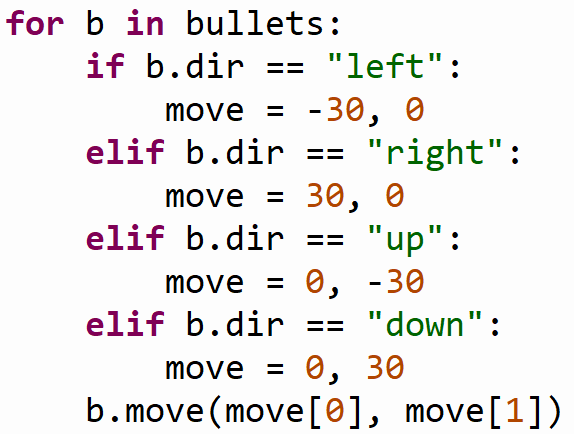 for b in bullets:
    if b.dir == "left":
        move = -30, 0
    elif b.dir == "right":
        move = 30, 0
    elif b.dir == "up":
        move = 0, -30
    elif b.dir == "down":
        move = 0, 30
    b.move(move[0], move[1])